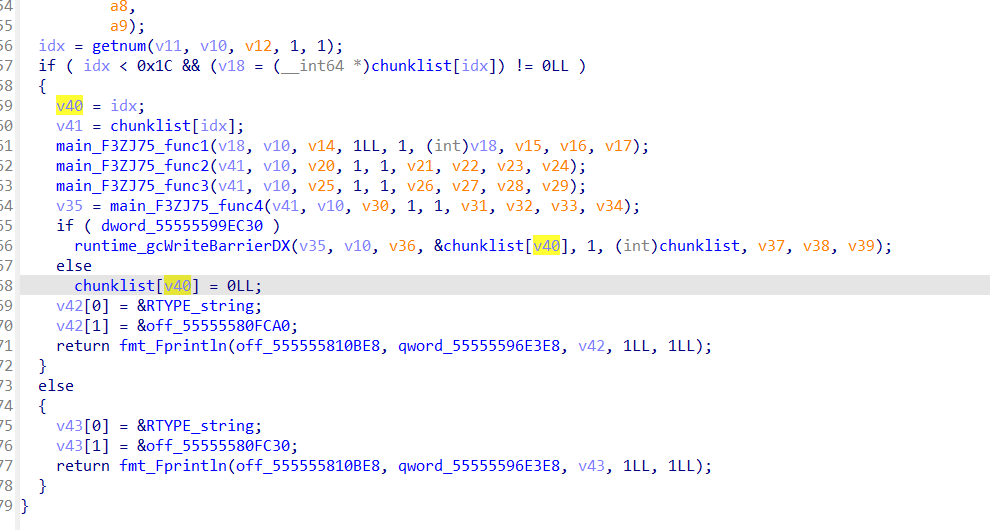 54 a8,
55 a9);
56 idx = getnum(v11, v10, v12, 1, 1);
57 if ( idx < 0x1C && (v18 = (__int64 *)chunklist[idx]) != 0LL )
58 {
59 v40 = idx;
60 v41 = chunklist[idx];
61 main_F3ZJ75_func1(v18, v10, v14, 1LL, 1, (int)v18, v15, v16, v17);
62 main_F3ZJ75_func2(v41, v10, v20, 1, 1, v21, v22, v23, v24);
63 main_F3ZJ75_func3(v41, v10, v25, 1, 1, v26, v27, v28, v29);
64 v35 = main_F3ZJ75_func4(v41, v10, v30, 1, 1, v31, v32, v33, v34);
65 if ( dword_55555599EC30 )
66 runtime_gcWriteBarrierDX(v35, v10, v36, &chunklist[v40], 1, (int)chunklist, v37, v38, v39);
67 else
68 chunklist[v40] = 0LL;
69 v42[0] = &RTYPE_string;
70 v42[1] = &off_55555580FCA0;
71 return fmt_Fprintln(off_555555810BE8, qword_55555596E3E8, v42, 1LL, 1LL);
72 }
73 else
74 {
75 v43[0] = &RTYPE_string;
76 v43[1] = &off_55555580FC30;
77 return fmt_Fprintln(off_555555810BE8, qword_55555596E3E8, v43, 1LL, 1LL);
78 }
79 }